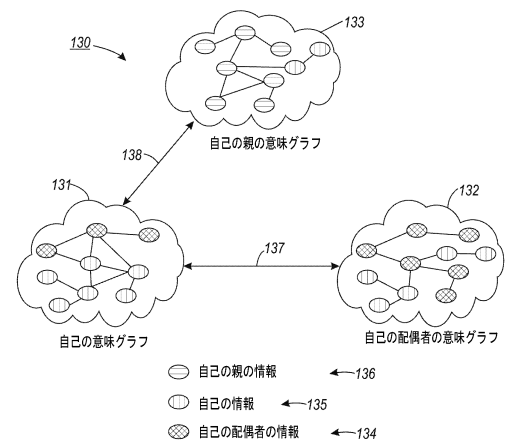 133
130
自己の親の意味グラフ
138
131
132
137
自己の意味グラフ
自己の配偶者の意味グラフ
自己の親の情報 136
自己の情報 135
自己の配偶者の情報 134